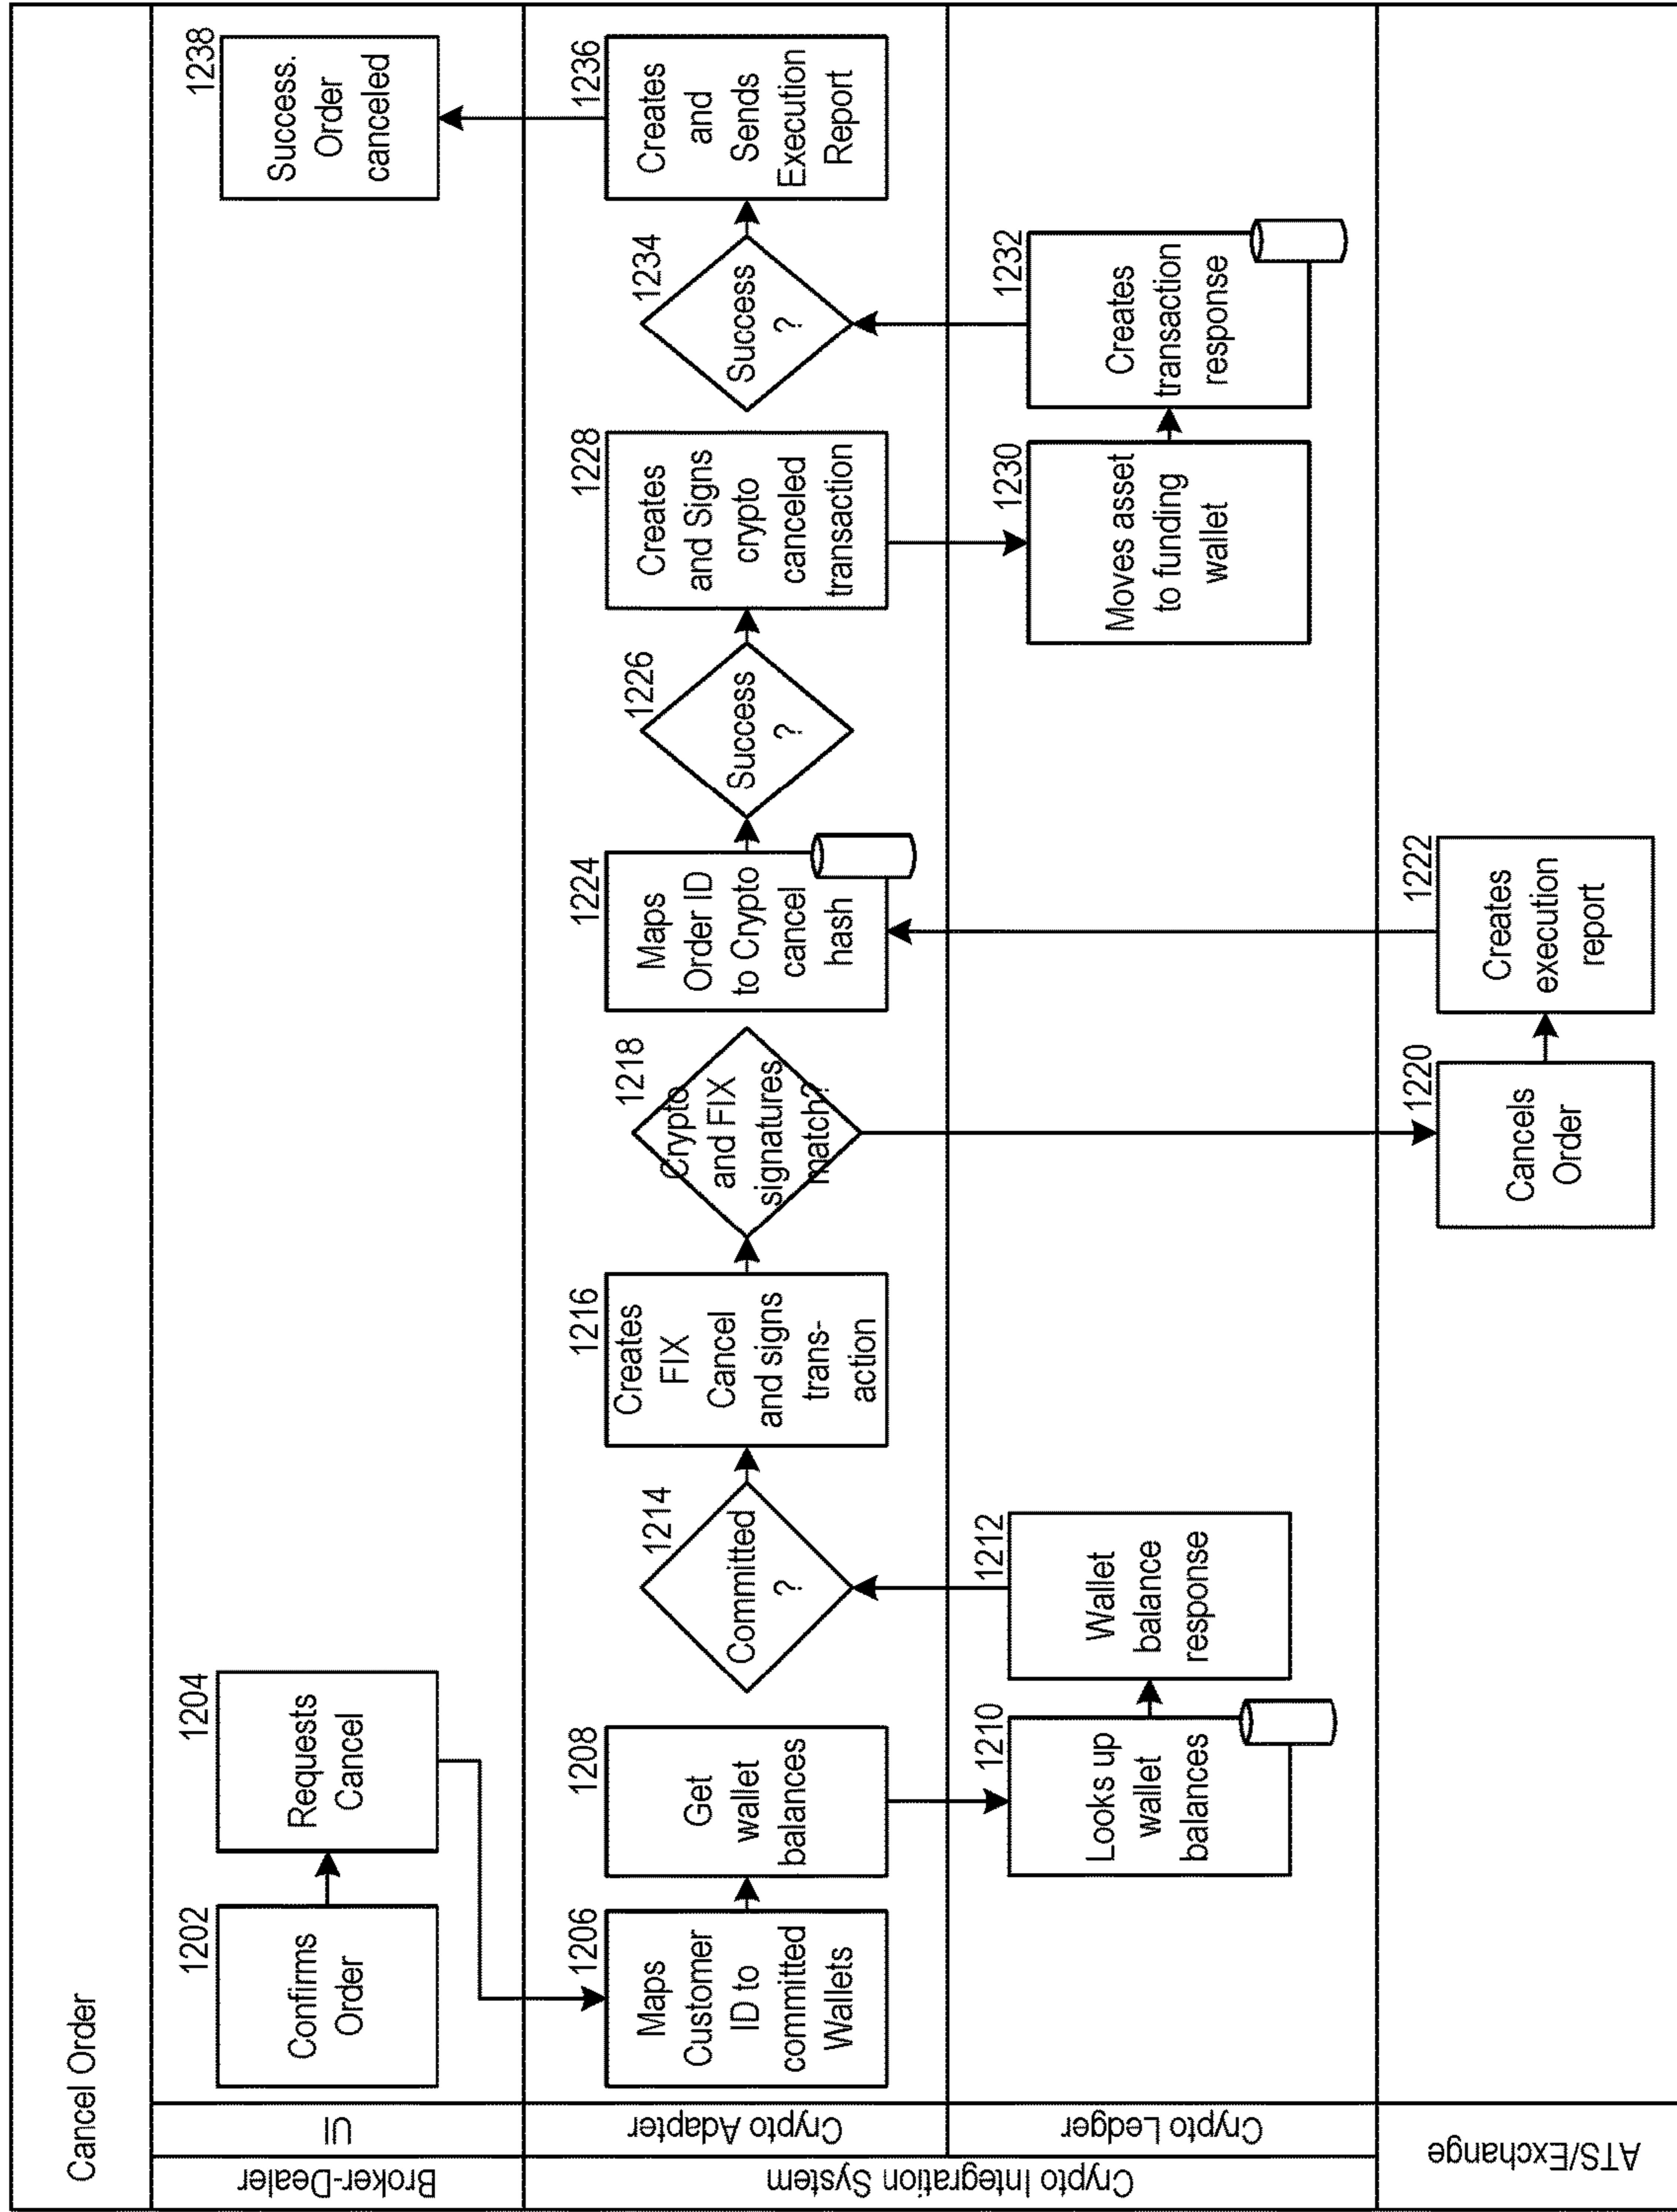 Cancel Order
Broker-Dealer
UI
1202
Confirms
Order
1204
Requests
Cancel
1238
Success.
Order
canceled
Crypto Integration System
Crypto Adapter
1206
Maps
Customer
ID to
committed
Wallets
1208
Get
wallet
balances
1214
Committed
?
1216
Creates
FIX
Cancel
and signs
trans-
action
1218
Crypto
and FIX
signatures
match?
1224
Maps
Order ID
to Crypto
cancel
hash
1226
Success
?
1228
Creates
and Signs
crypto
canceled
transaction
1234
Success
?
1236
Creates
and
Sends
Execution
Report
Crypto Ledger
1210
Looks up
wallet
balances
1212
Wallet
balance
response
1230
Moves asset
to funding
wallet
1232
Creates
transaction
response
ATS/Exchange
1220
Cancels
Order
1222
Creates
execution
report